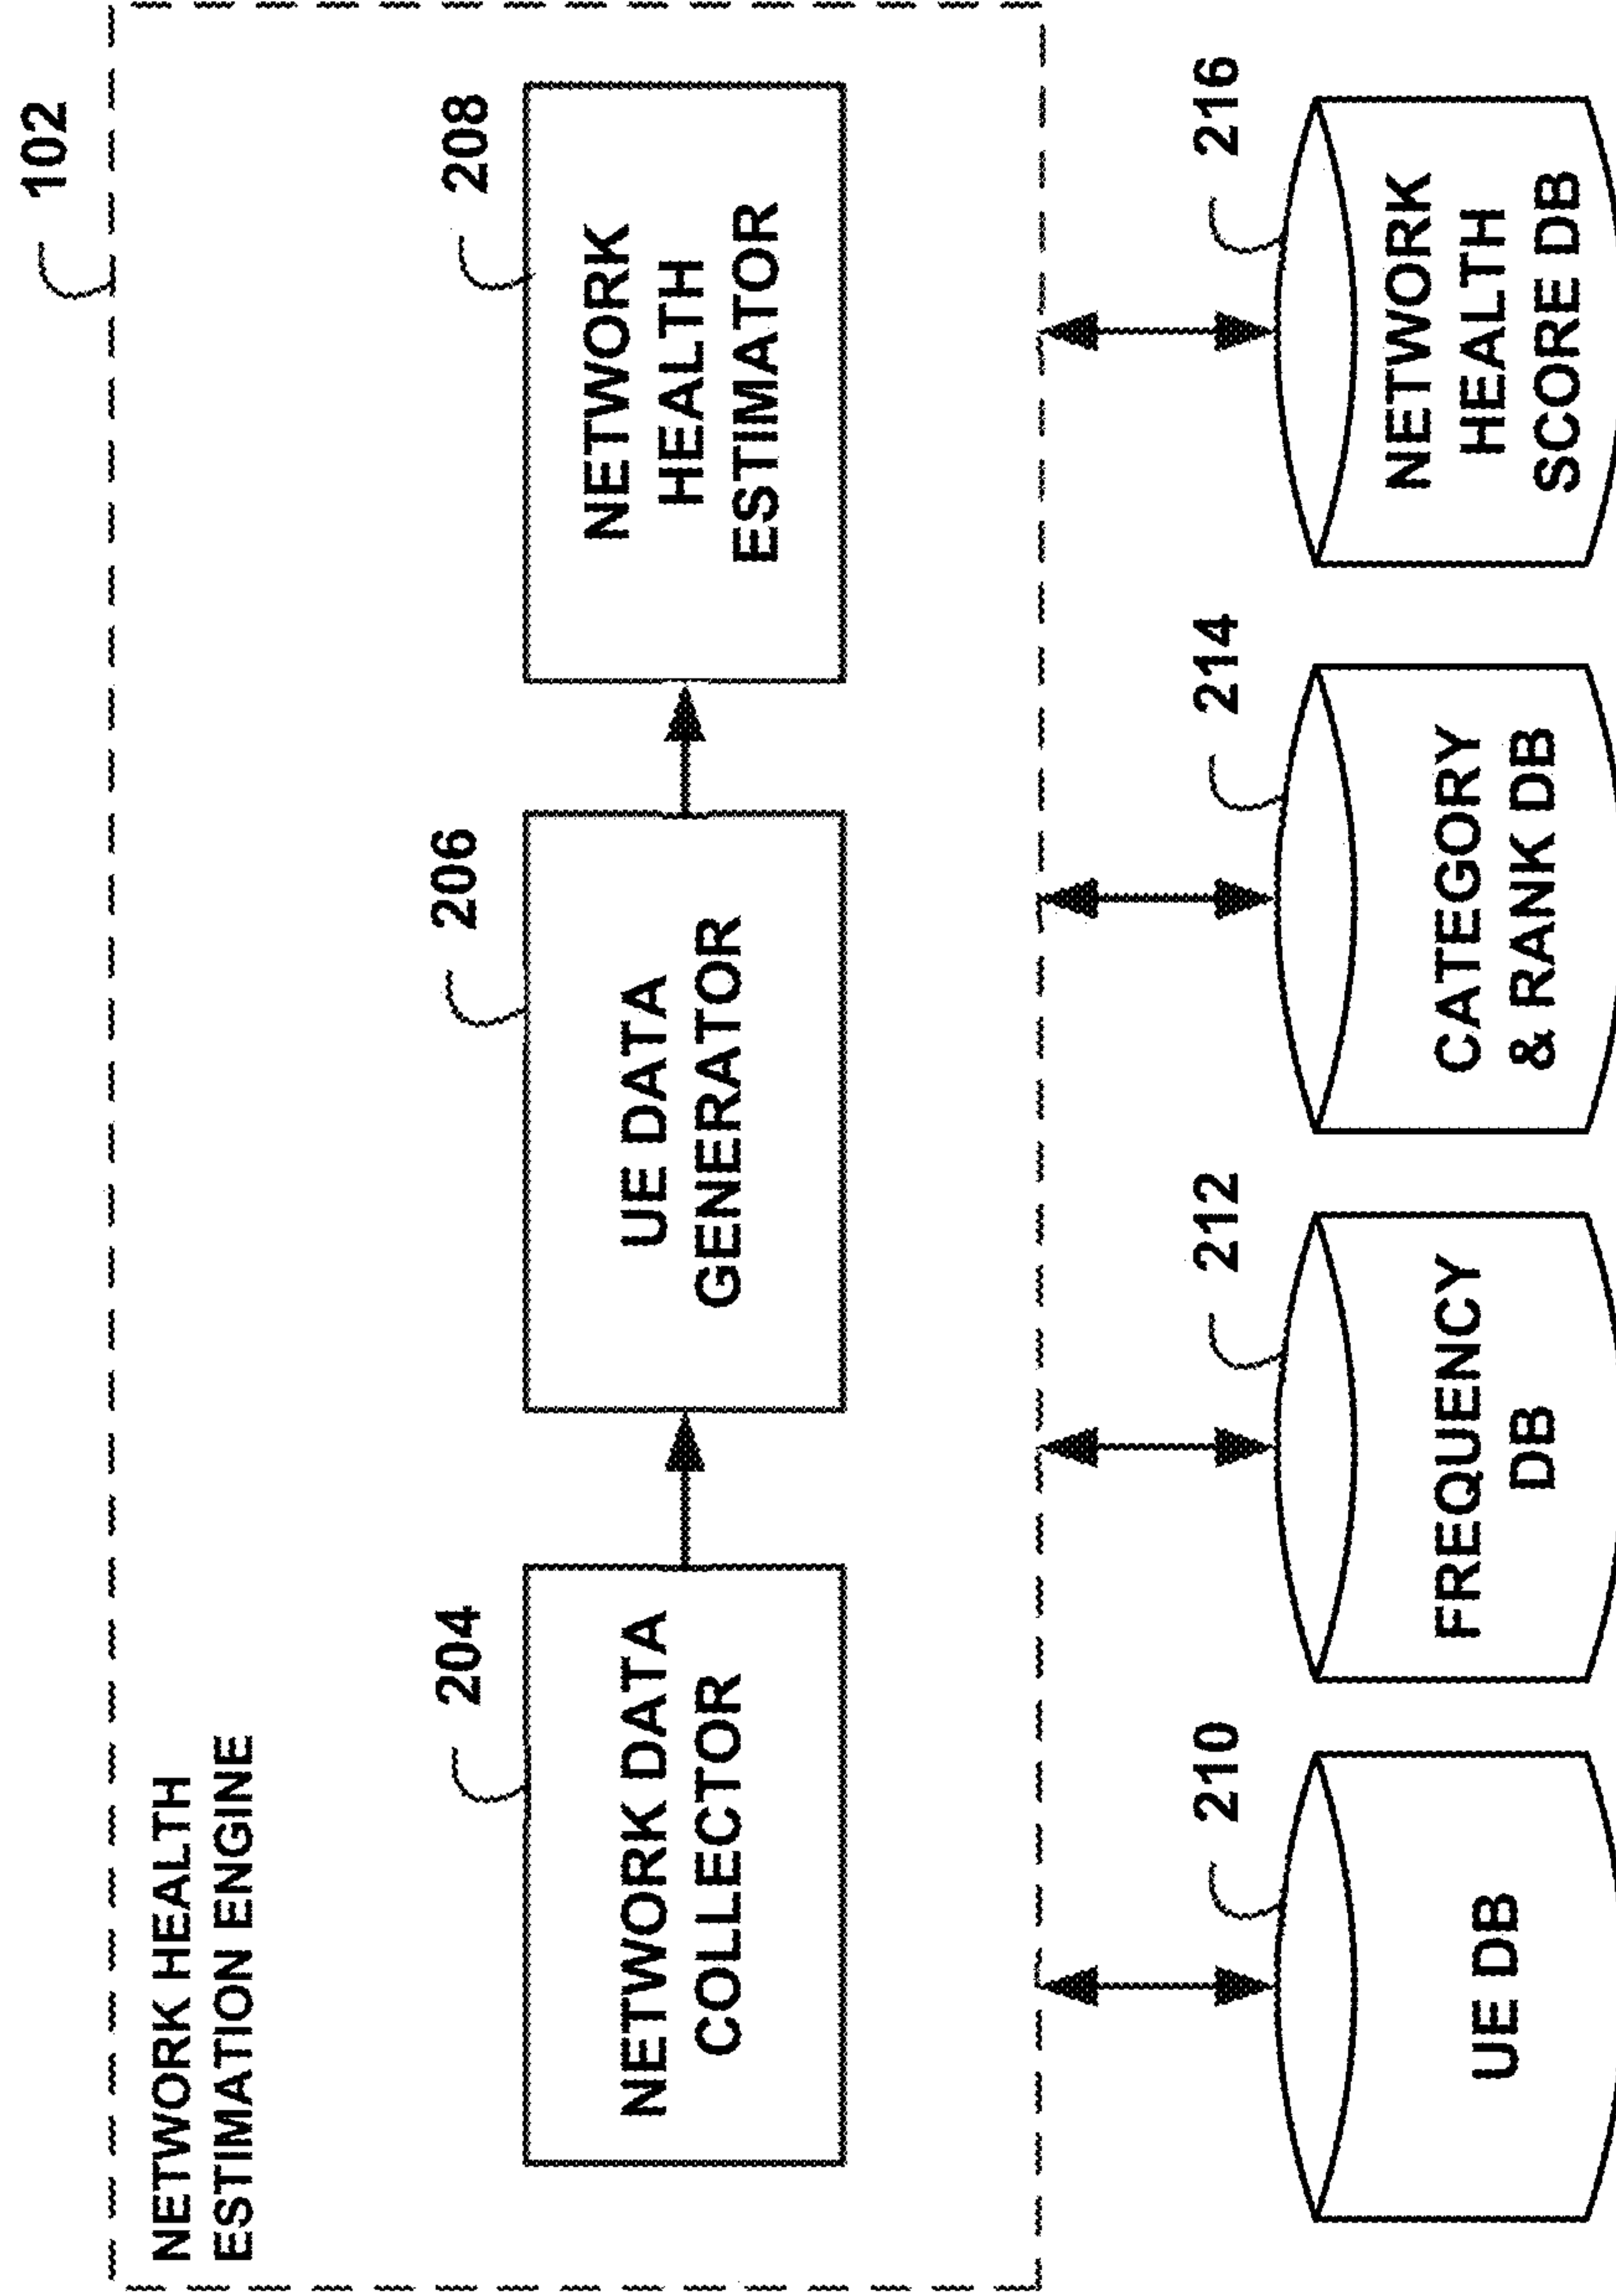 102
NETWORK HEALTH
ESTIMATION ENGINE
204
NETWORK DATA
COLLECTOR
206
UE DATA
GENERATOR
208
NETWORK
HEALTH
ESTIMATOR
210
UE DB
212
FREQUENCY
DB
214
CATEGORY
& RANK DB
216
NETWORK
HEALTH
SCORE DB